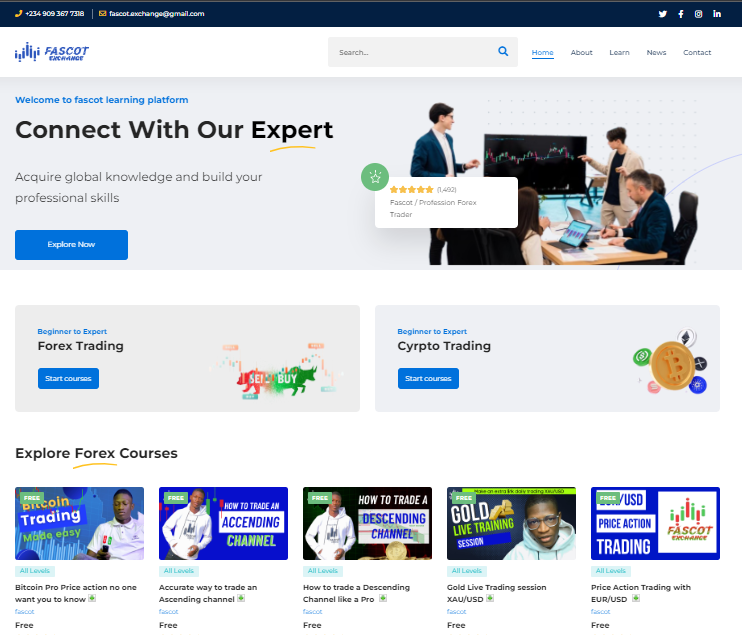 +234 909 367 7318
fascot.exchange@gmail.com
FASCOT
EXCHANGE
Search...
Home
About
Learn
News
Contact
Welcome to fascot learning platform
Connect With Our Expert
Acquire global knowledge and build your
professional skills
Explore Now
(1,492)
Fascot / Profession Forex
Trader
Beginner to Expert
Forex Trading
Start courses
SELL BUY
Beginner to Expert
Cyrpto Trading
Start courses
Explore Forex Courses
FREE
Bitcoin
Trading
Made easy
FREE
HOW TO TRADE AN
ACCENDING
CHANNEL
FREE
HOW TO TRADE A
DESCENDING
CHANNEL
FREE
Make an extra $1k daily trading Xau/USD
GOLD
LIVE TRAINING
SESSION
FREE
/USD
PRICE ACTION
TRADING
FASCOT
EXCHANGE
All Levels
All Levels
All Levels
All Levels
All Levels
Bitcoin Pro Price action no one
want you to know
Accurate way to trade an
Ascending channel
How to trade a Descending
Channel like a Pro
Gold Live Trading session
XAU/USD
Price Action Trading with
EUR/USD
fascot
fascot
fascot
fascot
fascot
Free
Free
Free
Free
Free